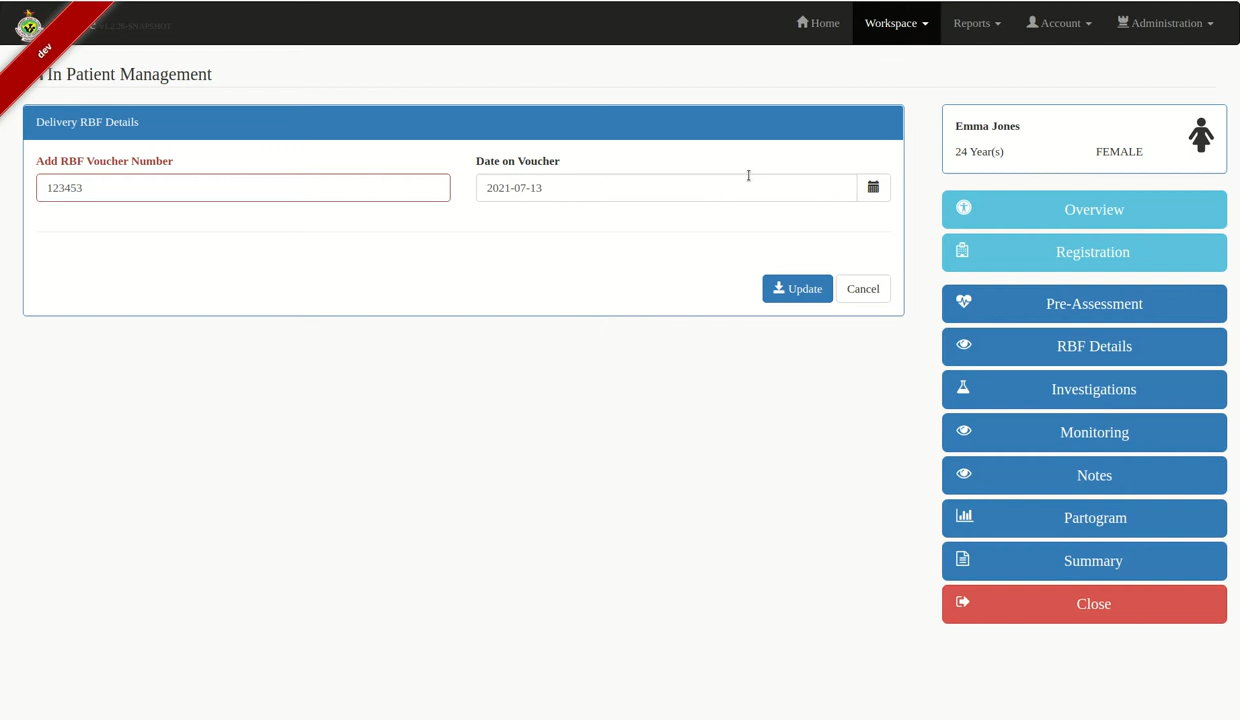 Home
Workspace
Reports
Account
Administration
dev
In Patient Management
Delivery RBF Details
Add RBF Voucher Number
Date on Voucher
123453
2021-07-13
Update
Cancel
Emma Jones
24 Year(s)
FEMALE
Overview
Registration
Pre-Assessment
RBF Details
Investigations
Monitoring
Notes
Partogram
Summary
Close